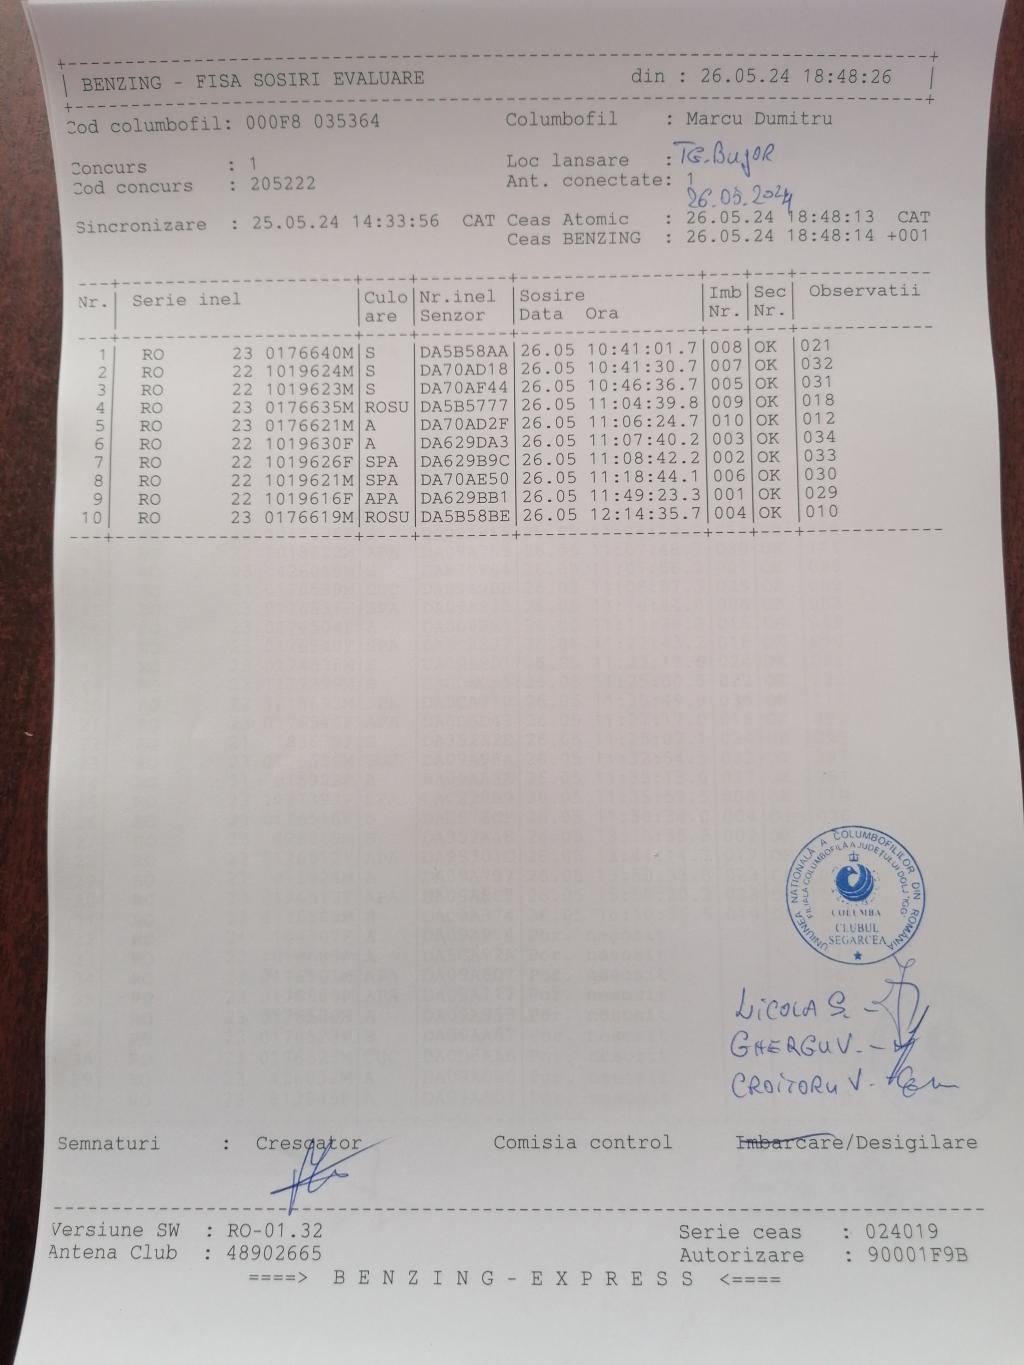 BENZING - FISA SOSIRI EVALUARE din : 26.05.24 18:48:26
Cod columbofil: 000F8 035364 Columbofil : Marcu Dumitru
Concurs : 1 Loc lansare : TG.BUJOR
Cod concurs : 205222 Ant. conectate: 1
26.05.2024
Sincronizare : 25.05.24 14:33:56 CAT Ceas Atomic : 26.05.24 18:48:13 CAT
Ceas BENZING : 26.05.24 18:48:14 +001
Nr. Serie inel Culo Nr.inel Sosire Imb Sec Observatii
are Senzor Data Ora Nr. Nr.
1 RO 23 0176640M S DA5B58AA 26.05 10:41:01.7 008 OK 021
2 RO 22 1019624M S DA70AD18 26.05 10:41:30.7 007 OK 032
3 RO 22 1019623M S DA70AF44 26.05 10:46:36.7 005 OK 031
4 RO 23 0176635M ROSU DA5B5777 26.05 11:04:39.8 009 OK 018
5 RO 23 0176621M A DA70AD2F 26.05 11:06:24.7 010 OK 012
6 RO 22 1019630F A DA629DA3 26.05 11:07:40.2 003 OK 034
7 RO 22 1019626F SPA DA629B9C 26.05 11:08:42.2 002 OK 033
8 RO 22 1019621M SPA DA70AE50 26.05 11:18:44.1 006 OK 030
9 RO 22 1019616F APA DA629BB1 26.05 11:49:23.3 001 OK 029
10 RO 23 0176619M ROSU DA5B58BE 26.05 12:14:35.7 004 OK 010
UNIUNEA NATIONALĂ A COLUMBOFILILOR DIN ROMÂNIA
FILIALA COLUMBOFILĂ A JUDEŢULUI DOLJ
COLUMBA
CLUBUL
SEGARCEA
NICOLA S. -
GHERGU V. -
CROITORU V. -
Semnaturi : Crescator Comisia control Imbarcare/Desigilare
Versiune SW : RO-01.32 Serie ceas : 024019
Antena Club : 48902665 Autorizare : 90001F9B
====> B E N Z I N G - E X P R E S S <====